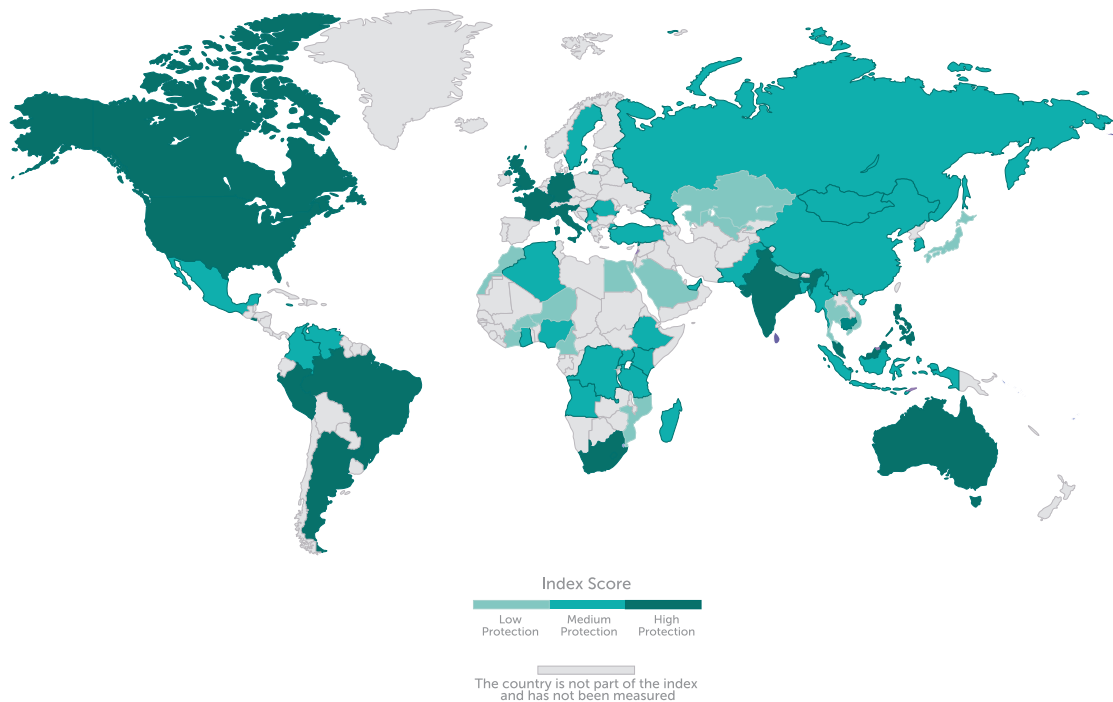 Index Score
Low
Protection
Medium
Protection
High
Protection
The country is not part of the index
and has not been measured